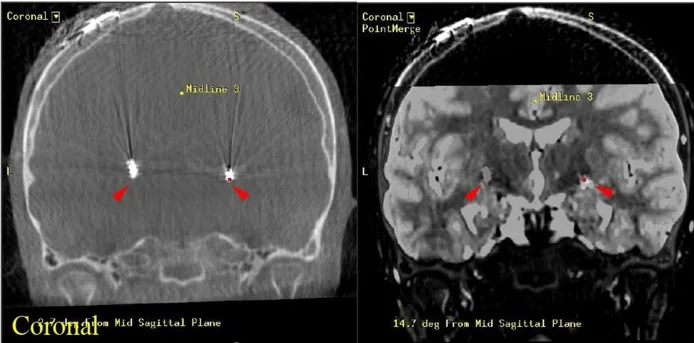 Coronal
S
Midline 3
L
deg From Mid Sagittal Plane
Coronal
Coronal
PointMerge
S
Midline 3
L
14.7 deg From Mid Sagittal Plane